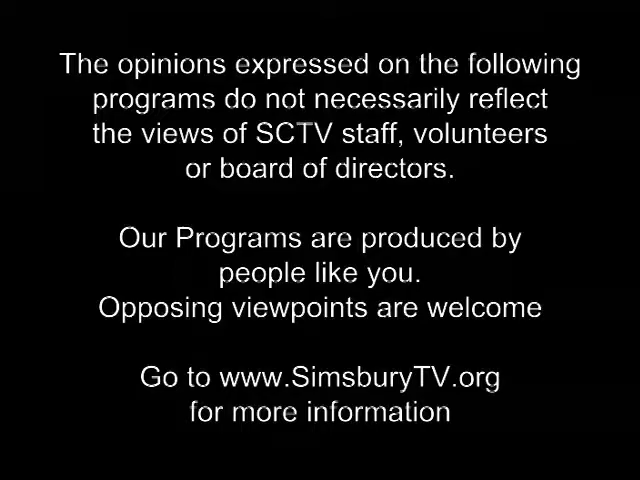 The opinions expressed on the following
programs do not necessarily reflect
the views of SCTV staff, volunteers
or board of directors.
Our Programs are produced by
people like you.
Opposing viewpoints are welcome
Go to www.SimsburyTV.org
for more information